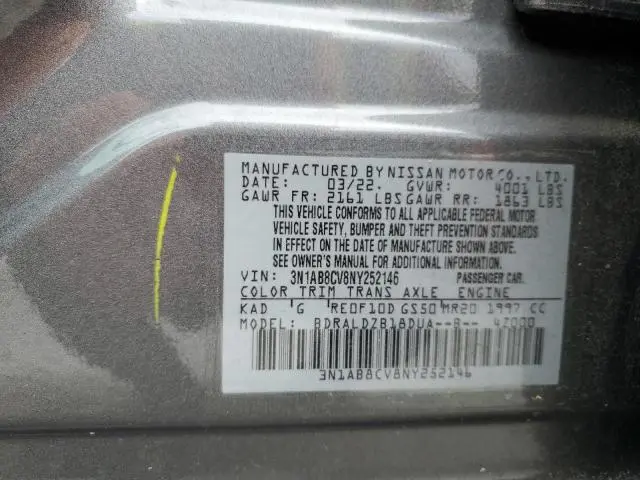 MANUFACTURED BY NISSAN MOTOR CO., LTD.
DATE: 03/22. GVWR: 4001 LBS
GAWR FR: 2161 LBS GAWR RR: 1863 LBS
THIS VEHICLE CONFORMS TO ALL APPLICABLE FEDERAL MOTOR
VEHICLE SAFETY, BUMPER AND THEFT PREVENTION STANDARDS
IN EFFECT ON THE DATE OF MANUFACTURE SHOWN ABOVE.
SEE OWNER'S MANUAL FOR ADDITIONAL INFORMATION.
VIN: 3N1AB8CV8NY252146 PASSENGER CAR.
COLOR TRIM TRANS AXLE ENGINE
KAD G RE0F10D GS50 MR20 1997 CC
MODEL: BDRALDZB18DUA--B-- 47000
3N1AB8CV8NY252146